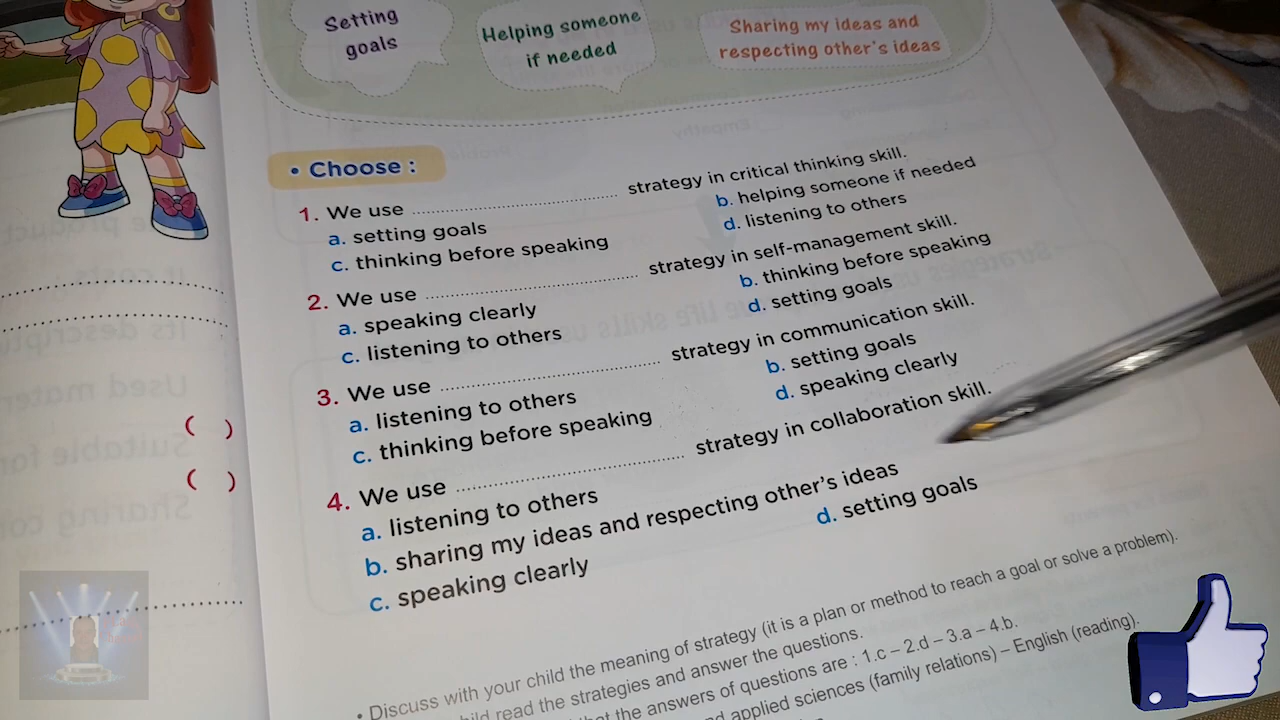 Setting
goals
Helping someone
if needed
Sharing my ideas and
respecting other's ideas
• Choose :
1. We use ........................ strategy in critical thinking skill.
a. setting goals b. helping someone if needed
c. thinking before speaking d. listening to others
2. We use ........................ strategy in self-management skill.
a. speaking clearly b. thinking before speaking
c. listening to others d. setting goals
3. We use ........................ strategy in communication skill.
a. listening to others b. setting goals
c. thinking before speaking d. speaking clearly
4. We use ........................ strategy in collaboration skill.
a. listening to others
b. sharing my ideas and respecting other's ideas
c. speaking clearly d. setting goals
( )
( )
• Discuss with your child the meaning of strategy (it is a plan or method to reach a goal or solve a problem).
read the strategies and answer the questions.
the answers of questions are : 1.c – 2.d – 3.a – 4.b.
applied sciences (family relations) – English (reading).